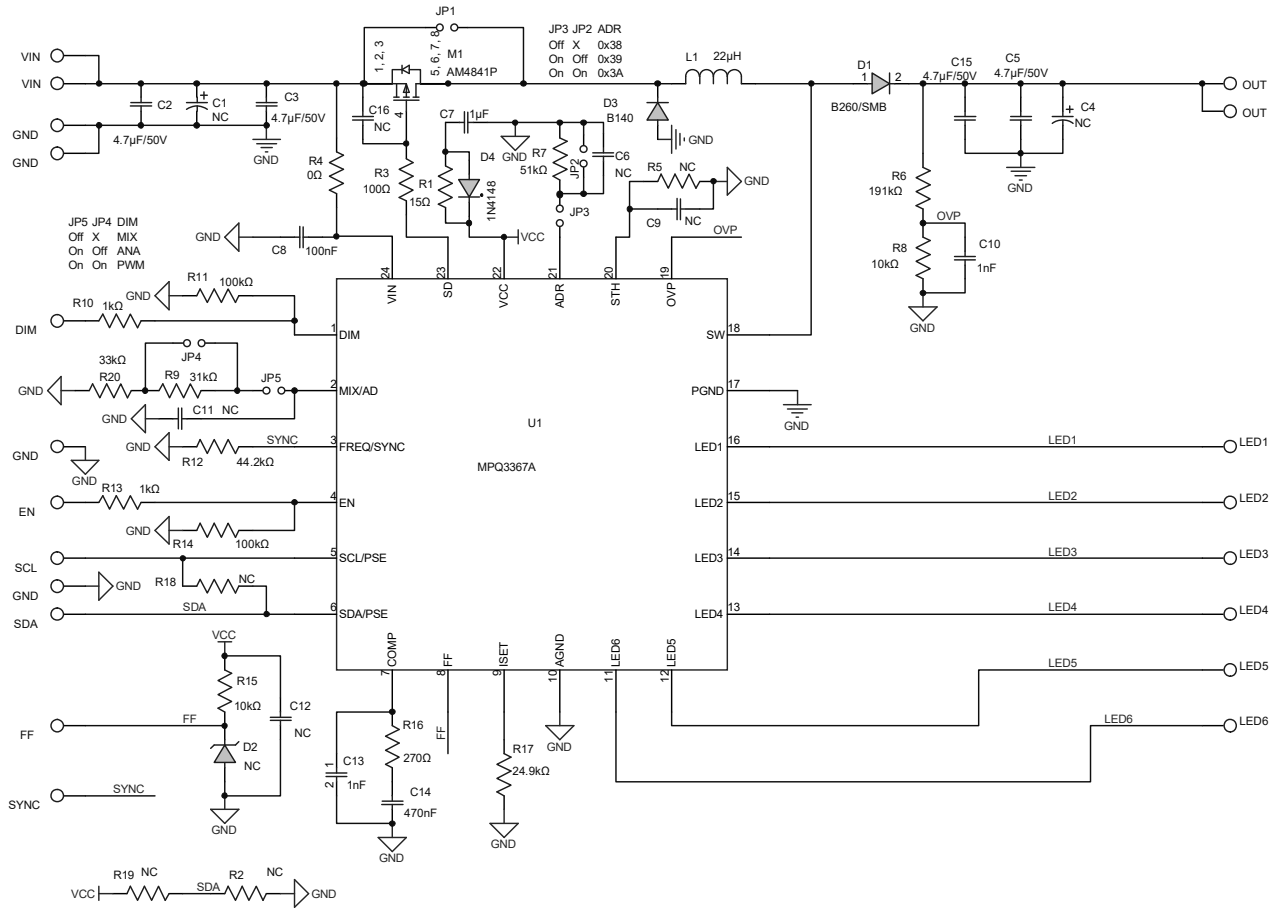 JP1
JP3 JP2 ADR
Off X 0x38
On Off 0x39
On On 0x3A
1, 2, 3
5, 6, 7, 8
M1
AM4841P
4
L1 22µH
D1
1 2
B260/SMB
C15
4.7µF/50V
C5
4.7µF/50V
C4
NC
OUT
OUT
GND
VIN
VIN
GND
GND
C2
4.7µF/50V
C1
NC
C3
4.7µF/50V
GND
C16
NC
D3
B140
GND
R4
0Ω
R3
100Ω
C7
1µF
R1
15Ω
D4
1N4148
GND
R7
51kΩ
JP2
C6
NC
JP3
R5
NC
GND
C9
NC
OVP
VCC
R6
191kΩ
OVP
R8
10kΩ
C10
1nF
GND
JP5 JP4 DIM
Off X MIX
On Off ANA
On On PWM
GND
C8
100nF
24
VIN
23
SD
22
VCC
21
ADR
20
STH
19
OVP
GND
R11
100kΩ
R10
1kΩ
DIM
1
DIM
JP4
33kΩ
GND
R20
R9
31kΩ
JP5
2
MIX/AD
GND
C11 NC
GND
GND
GND
R12
SYNC
44.2kΩ
3
FREQ/SYNC
EN
R13
1kΩ
4
EN
GND
R14
100kΩ
SCL
5
SCL/PSE
GND
GND
R18
NC
SDA
SDA
6
SDA/PSE
U1
MPQ3367A
SW
18
PGND
17
GND
LED1
16
LED1
LED1
LED2
15
LED2
LED2
LED3
14
LED3
LED3
LED4
13
LED4
LED4
COMP
7
FF
8
ISET
9
AGND
10
LED6
11
LED5
12
LED5
LED5
LED6
LED6
VCC
R15
10kΩ
FF
FF
D2
NC
C12
NC
GND
SYNC
SYNC
C13
1nF
1
2
R16
270Ω
C14
470nF
GND
FF
R17
24.9kΩ
GND
GND
VCC
R19
NC
SDA
R2
NC
GND